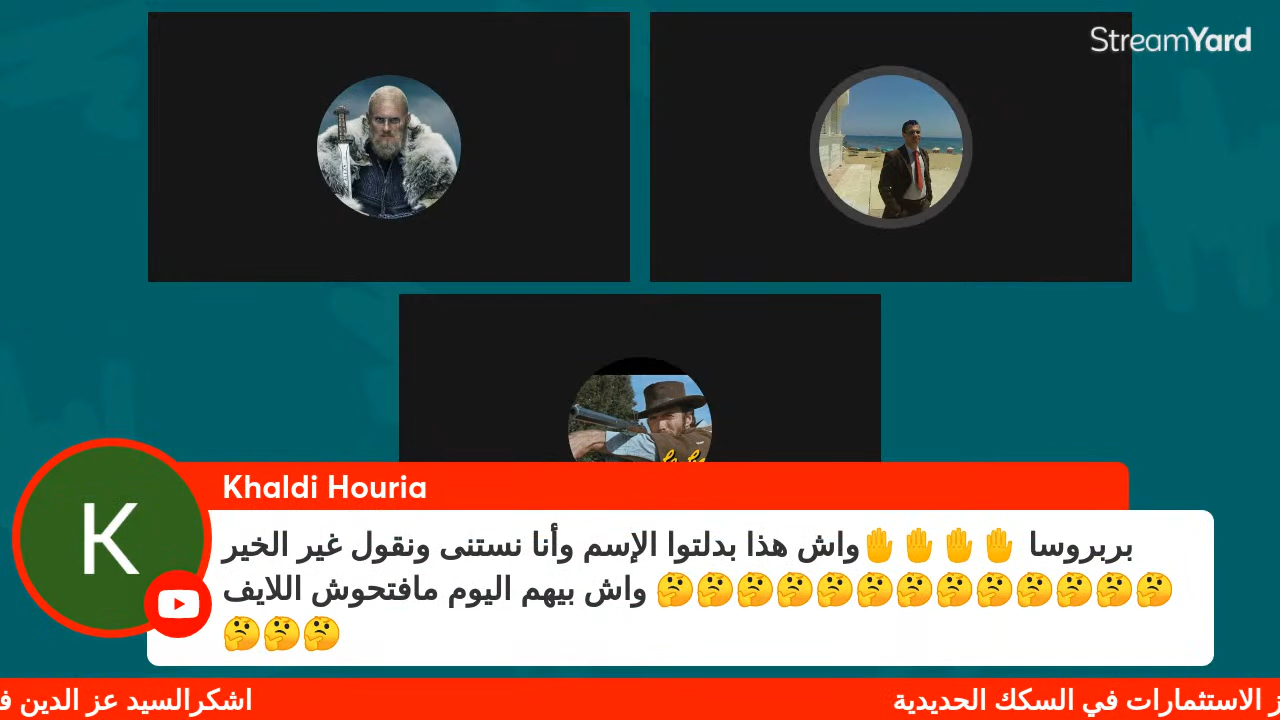 StreamYard
K
Khaldi Houria
بربروسا ✋✋✋✋واش هذا بدلتوا الإسم وأنا نستنى ونقول غير الخير
🤔🤔🤔🤔🤔🤔🤔🤔🤔🤔🤔🤔🤔 واش بيهم اليوم مافتحوش اللايف
🤔🤔🤔
ز الاستثمارات في السكك الحديدية
اشكرالسيد عز الدين ف